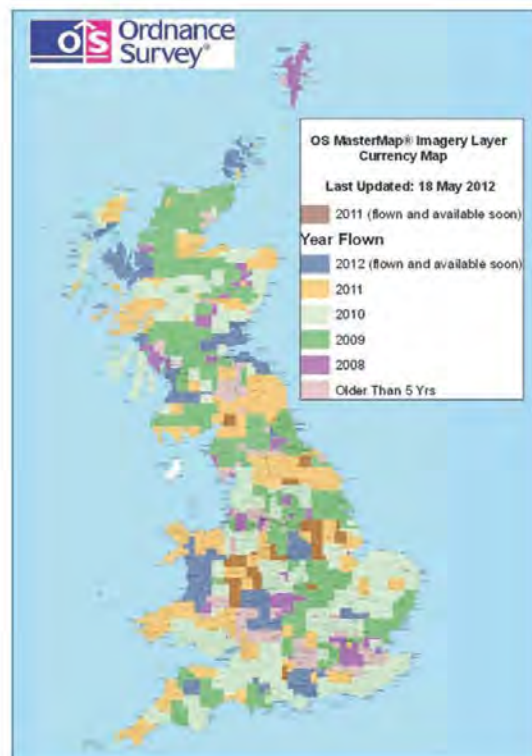 OS Ordnance
Survey®
OS MasterMap® Imagery Layer
Currency Map
Last Updated: 18 May 2012
2011 (flown and available soon)
Year Flown
2012 (flown and available soon)
2011
2010
2009
2008
Older Than 5 Yrs